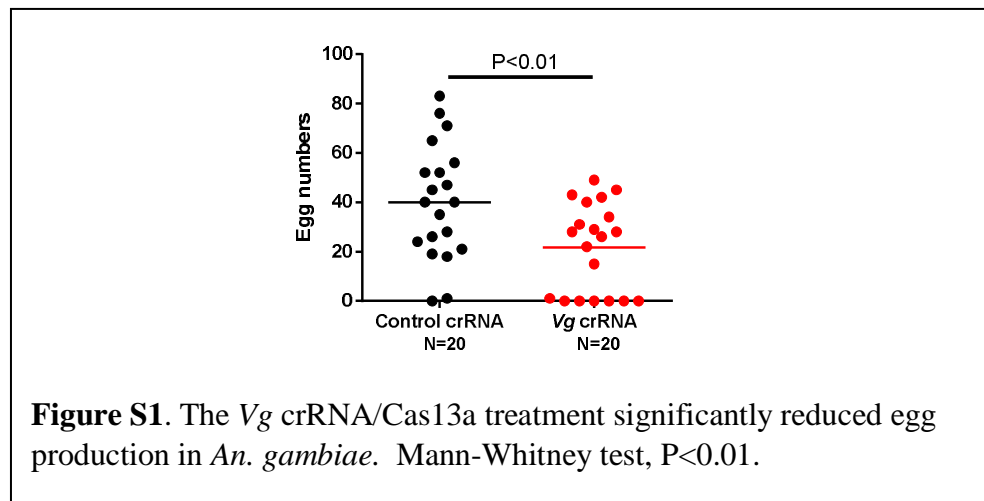 P<0.01
100
80
60
40
20
0
Egg numbers
Control crRNA
N=20
Vg crRNA
N=20
Figure S1. The Vg crRNA/Cas13a treatment significantly reduced egg
production in An. gambiae. Mann-Whitney test, P<0.01.